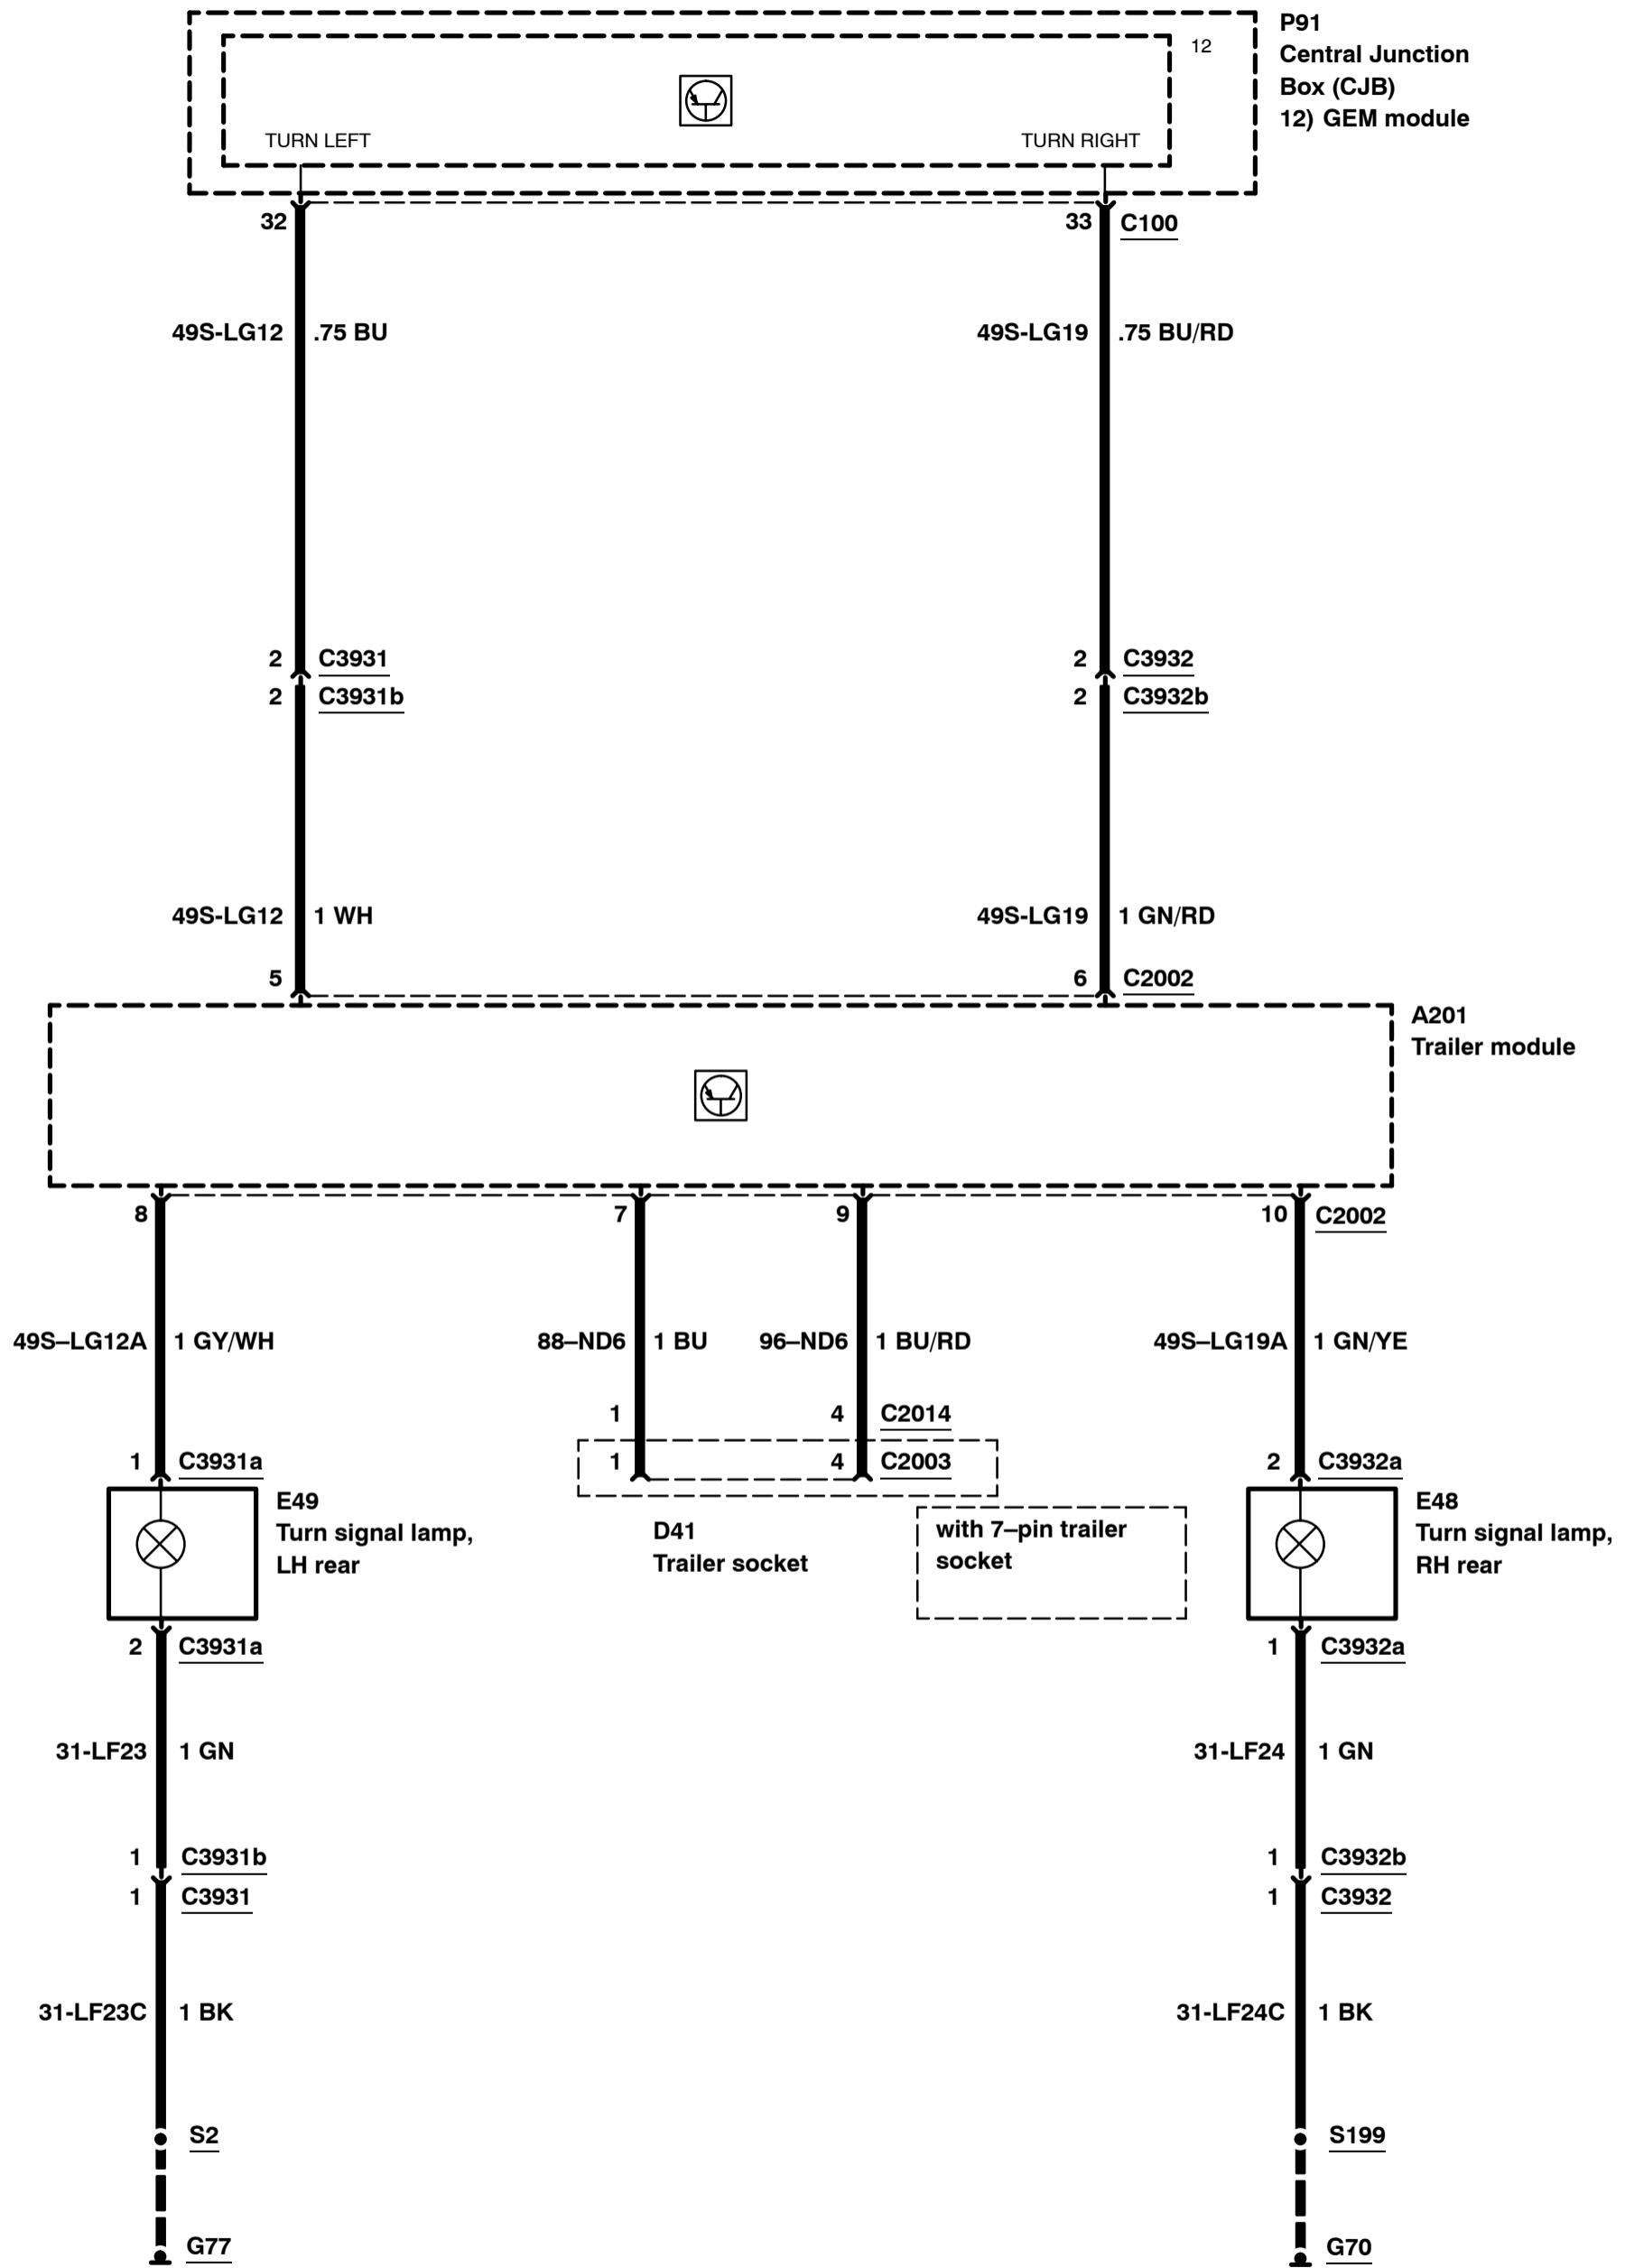 P91
Central Junction
Box (CJB)
12) GEM module
12
TURN LEFT
TURN RIGHT
32
33
C100
49S-LG12
.75 BU
49S-LG19
.75 BU/RD
2
C3931
2
C3932
2
C3931b
2
C3932b
49S-LG12
1 WH
49S-LG19
1 GN/RD
5
6
C2002
A201
Trailer module
8
7
9
10
C2002
49S–LG12A
1 GY/WH
88–ND6
1 BU
96–ND6
1 BU/RD
49S–LG19A
1 GN/YE
1
4
C2014
1
C3931a
1
4
C2003
2
C3932a
E49
Turn signal lamp,
LH rear
D41
Trailer socket
with 7–pin trailer
socket
E48
Turn signal lamp,
RH rear
2
C3931a
1
C3932a
31-LF23
1 GN
31-LF24
1 GN
1
C3931b
1
C3932b
1
C3931
1
C3932
31-LF23C
1 BK
31-LF24C
1 BK
S2
S199
G77
G70